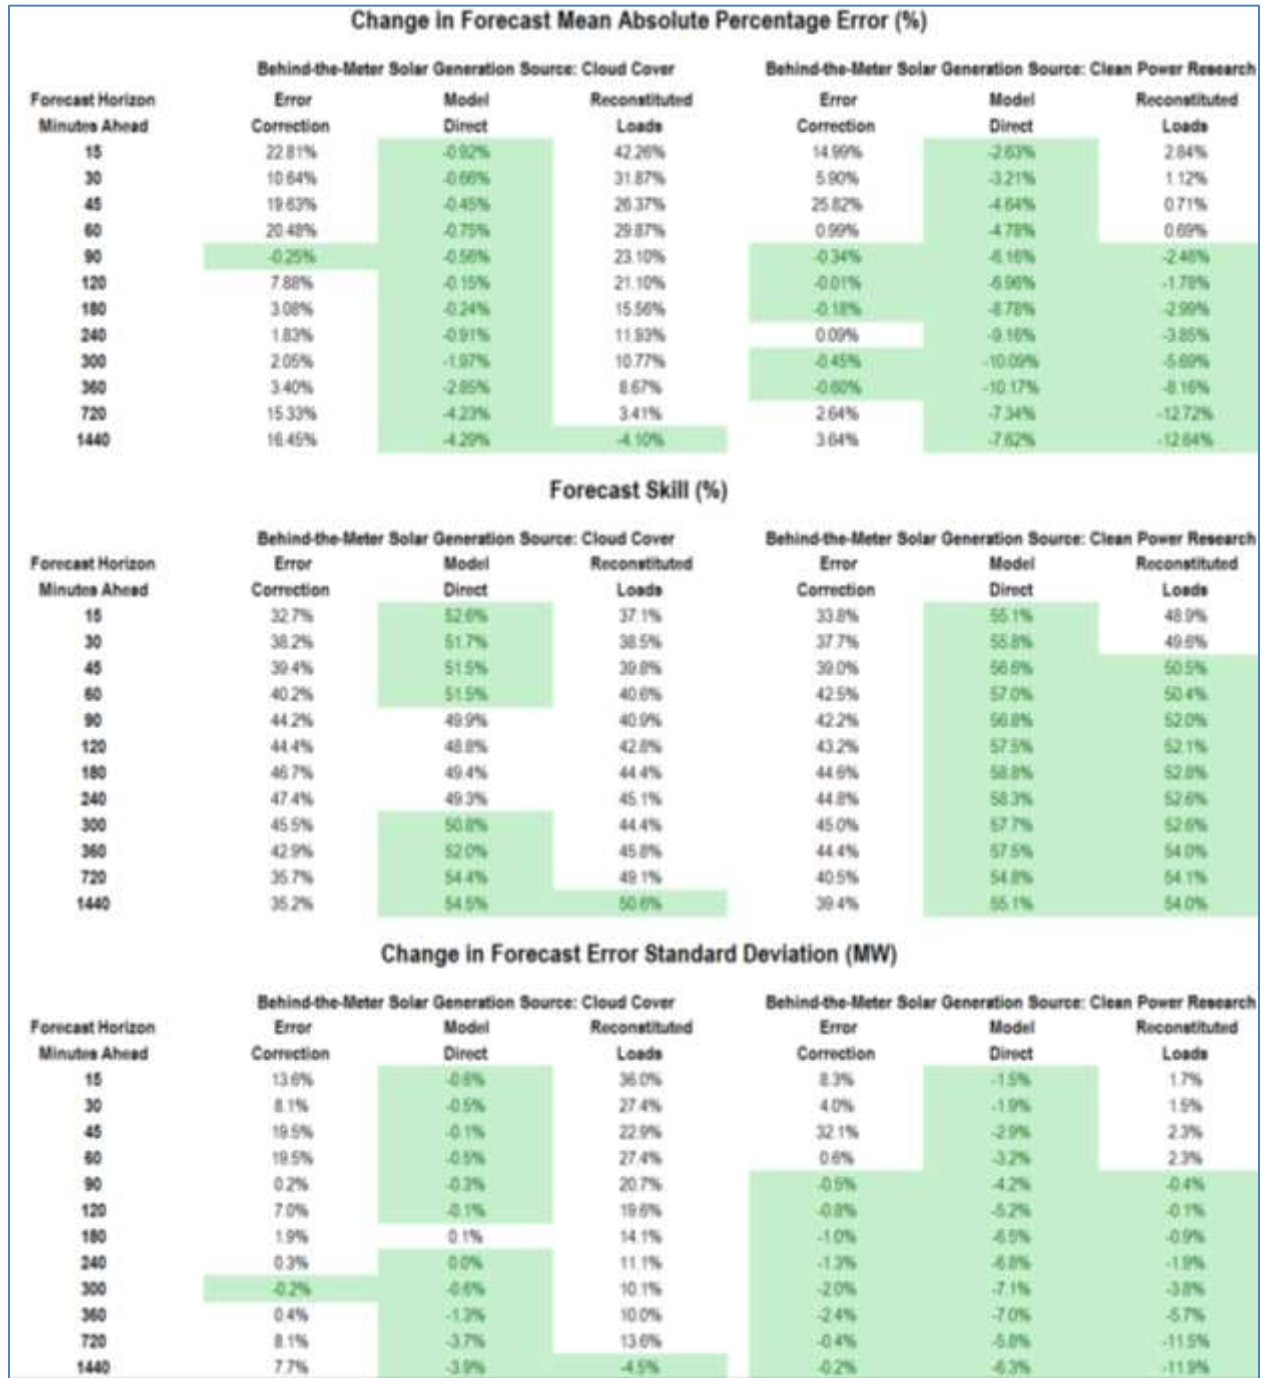 Change in Forecast Mean Absolute Percentage Error (%)
Behind-the-Meter Solar Generation Source: Cloud Cover Behind-the-Meter Solar Generation Source: Clean Power Research
Forecast Horizon Error Model Reconstituted Error Model Reconstituted
Minutes Ahead Correction Direct Loads Correction Direct Loads
15 22.81% -0.92% 42.26% 14.99% -2.63% 2.84%
30 10.64% -0.66% 31.87% 5.90% -3.21% 1.12%
45 19.63% -0.45% 26.37% 25.82% -4.64% 0.71%
60 20.48% -0.75% 29.87% 0.99% -4.78% 0.69%
90 -0.25% -0.56% 23.10% -0.34% -6.16% -2.46%
120 7.88% -0.15% 21.10% -0.01% -6.96% -1.78%
180 3.08% -0.24% 15.56% -0.18% -8.78% -2.99%
240 1.83% -0.91% 11.93% 0.09% -9.16% -3.85%
300 2.05% -1.97% 10.77% -0.45% -10.09% -5.69%
360 3.40% -2.85% 8.67% -0.60% -10.17% -8.16%
720 15.33% -4.23% 3.41% 2.64% -7.34% -12.72%
1440 16.45% -4.29% -4.10% 3.64% -7.62% -12.64%
Forecast Skill (%)
Behind-the-Meter Solar Generation Source: Cloud Cover Behind-the-Meter Solar Generation Source: Clean Power Research
Forecast Horizon Error Model Reconstituted Error Model Reconstituted
Minutes Ahead Correction Direct Loads Correction Direct Loads
15 32.7% 52.6% 37.1% 33.8% 55.1% 48.9%
30 38.2% 51.7% 38.5% 37.7% 55.8% 49.6%
45 39.4% 51.5% 39.8% 39.0% 56.6% 50.5%
60 40.2% 51.5% 40.6% 42.5% 57.0% 50.4%
90 44.2% 49.9% 40.9% 42.2% 56.8% 52.0%
120 44.4% 48.8% 42.8% 43.2% 57.5% 52.1%
180 46.7% 49.4% 44.4% 44.6% 58.8% 52.8%
240 47.4% 49.3% 45.1% 44.8% 58.3% 52.6%
300 45.5% 50.8% 44.4% 45.0% 57.7% 52.6%
360 42.9% 52.0% 45.8% 44.4% 57.5% 54.0%
720 35.7% 54.4% 49.1% 40.5% 54.8% 54.1%
1440 35.2% 54.5% 50.6% 39.4% 55.1% 54.0%
Change in Forecast Error Standard Deviation (MW)
Behind-the-Meter Solar Generation Source: Cloud Cover Behind-the-Meter Solar Generation Source: Clean Power Research
Forecast Horizon Error Model Reconstituted Error Model Reconstituted
Minutes Ahead Correction Direct Loads Correction Direct Loads
15 13.6% -0.6% 36.0% 8.3% -1.5% 1.7%
30 8.1% -0.5% 27.4% 4.0% -1.9% 1.5%
45 19.5% -0.1% 22.9% 32.1% -2.9% 2.3%
60 19.5% -0.5% 27.4% 0.6% -3.2% 2.3%
90 0.2% -0.3% 20.7% -0.5% -4.2% -0.4%
120 7.0% -0.1% 19.6% -0.8% -5.2% -0.1%
180 1.9% 0.1% 14.1% -1.0% -6.5% -0.9%
240 0.3% 0.0% 11.1% -1.3% -6.8% -1.9%
300 -0.2% -0.6% 10.1% -2.0% -7.1% -3.8%
360 0.4% -1.3% 10.0% -2.4% -7.0% -5.7%
720 8.1% -3.7% 13.6% -0.4% -5.8% -11.5%
1440 7.7% -3.9% -4.5% -0.2% -6.3% -11.9%